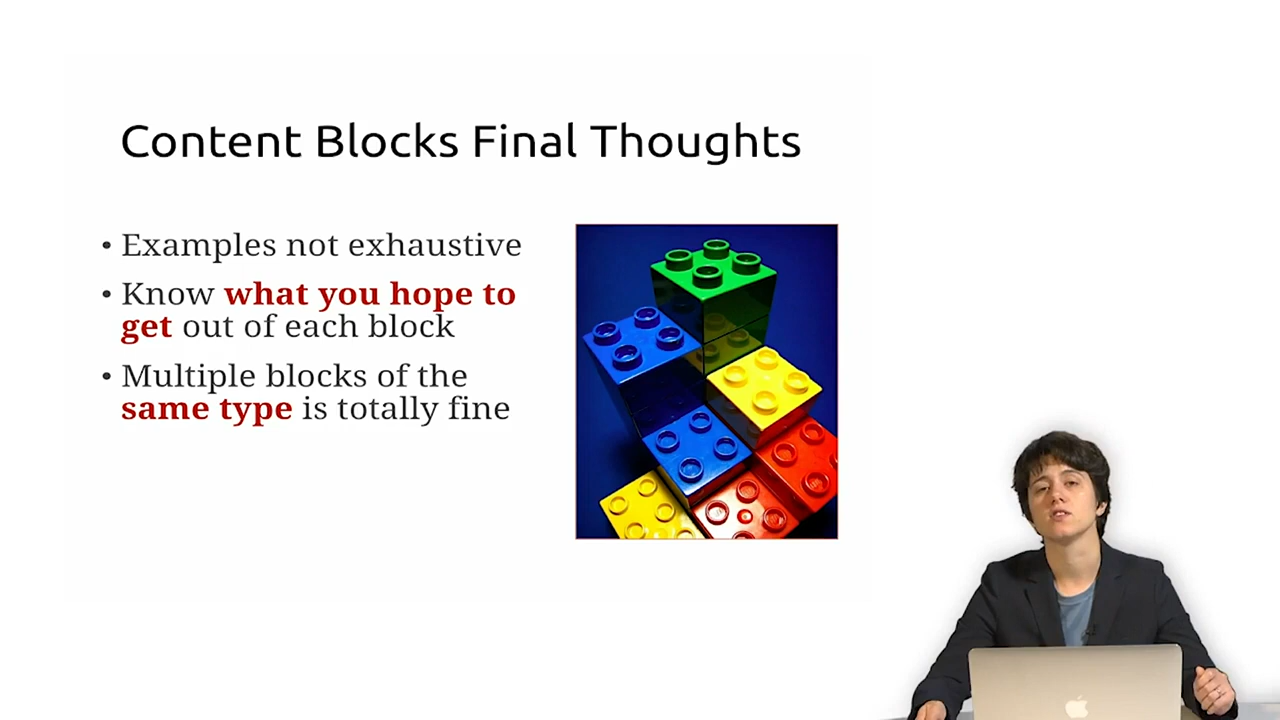 Content Blocks Final Thoughts
• Examples not exhaustive
• Know what you hope to
get out of each block
• Multiple blocks of the
same type is totally fine